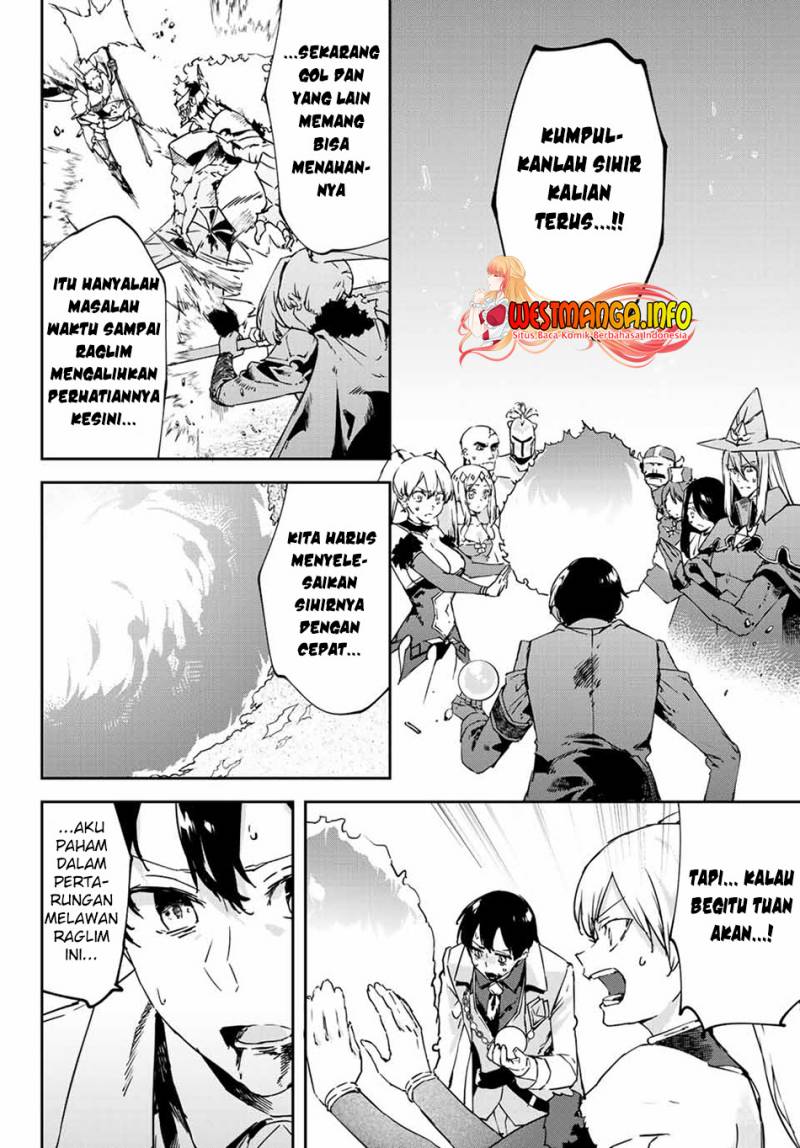 KUMPUL-
KANLAH SIHIR
KALIAN
TERUS...!!
WESTMANGA.INFO
Situs Baca Komik Berbahasa Indonesia
...SEKARANG
GOL DAN
YANG LAIN
MEMANG
BISA
MENAHAN-
NYA
ITU HANYALAH
MASALAH
WAKTU SAMPAI
RAGLIM
MENGALIHKAN
PERHATIANNYA
KESINI...
KITA HARUS
MENYELE-
SAIKAN
SIHIRNYA
DENGAN
CEPAT...
TAPI... KALAU
BEGITU TUAN
AKAN...!
...AKU
PAHAM
DALAM
PERTA-
RUNGAN
MELAWAN
RAGLIM
INI...